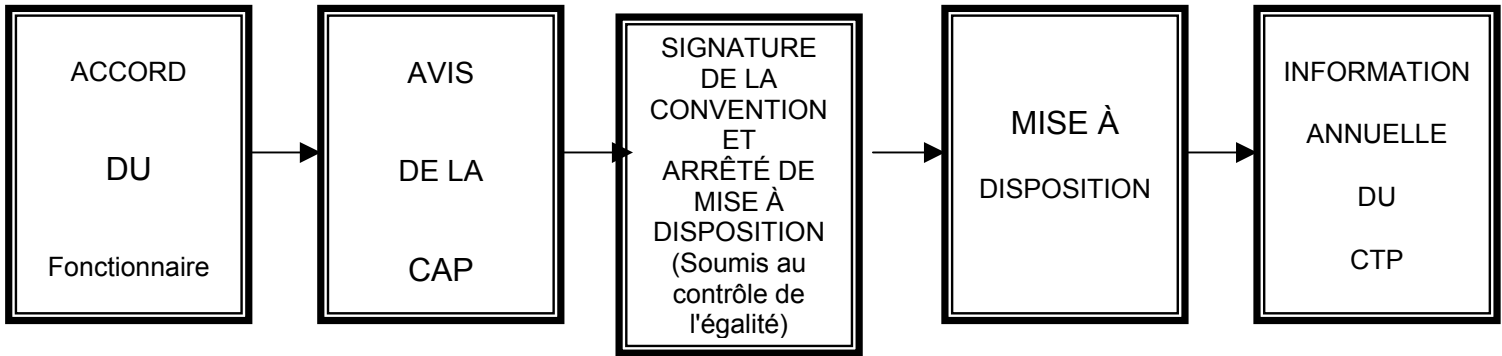 ACCORD
DU
Fonctionnaire
AVIS
DE LA
CAP
SIGNATURE
DE LA
CONVENTION
ET
ARRÊTÉ DE
MISE À
DISPOSITION
(Soumis au
contrôle de
l'égalité)
MISE À
DISPOSITION
INFORMATION
ANNUELLE
DU
CTP